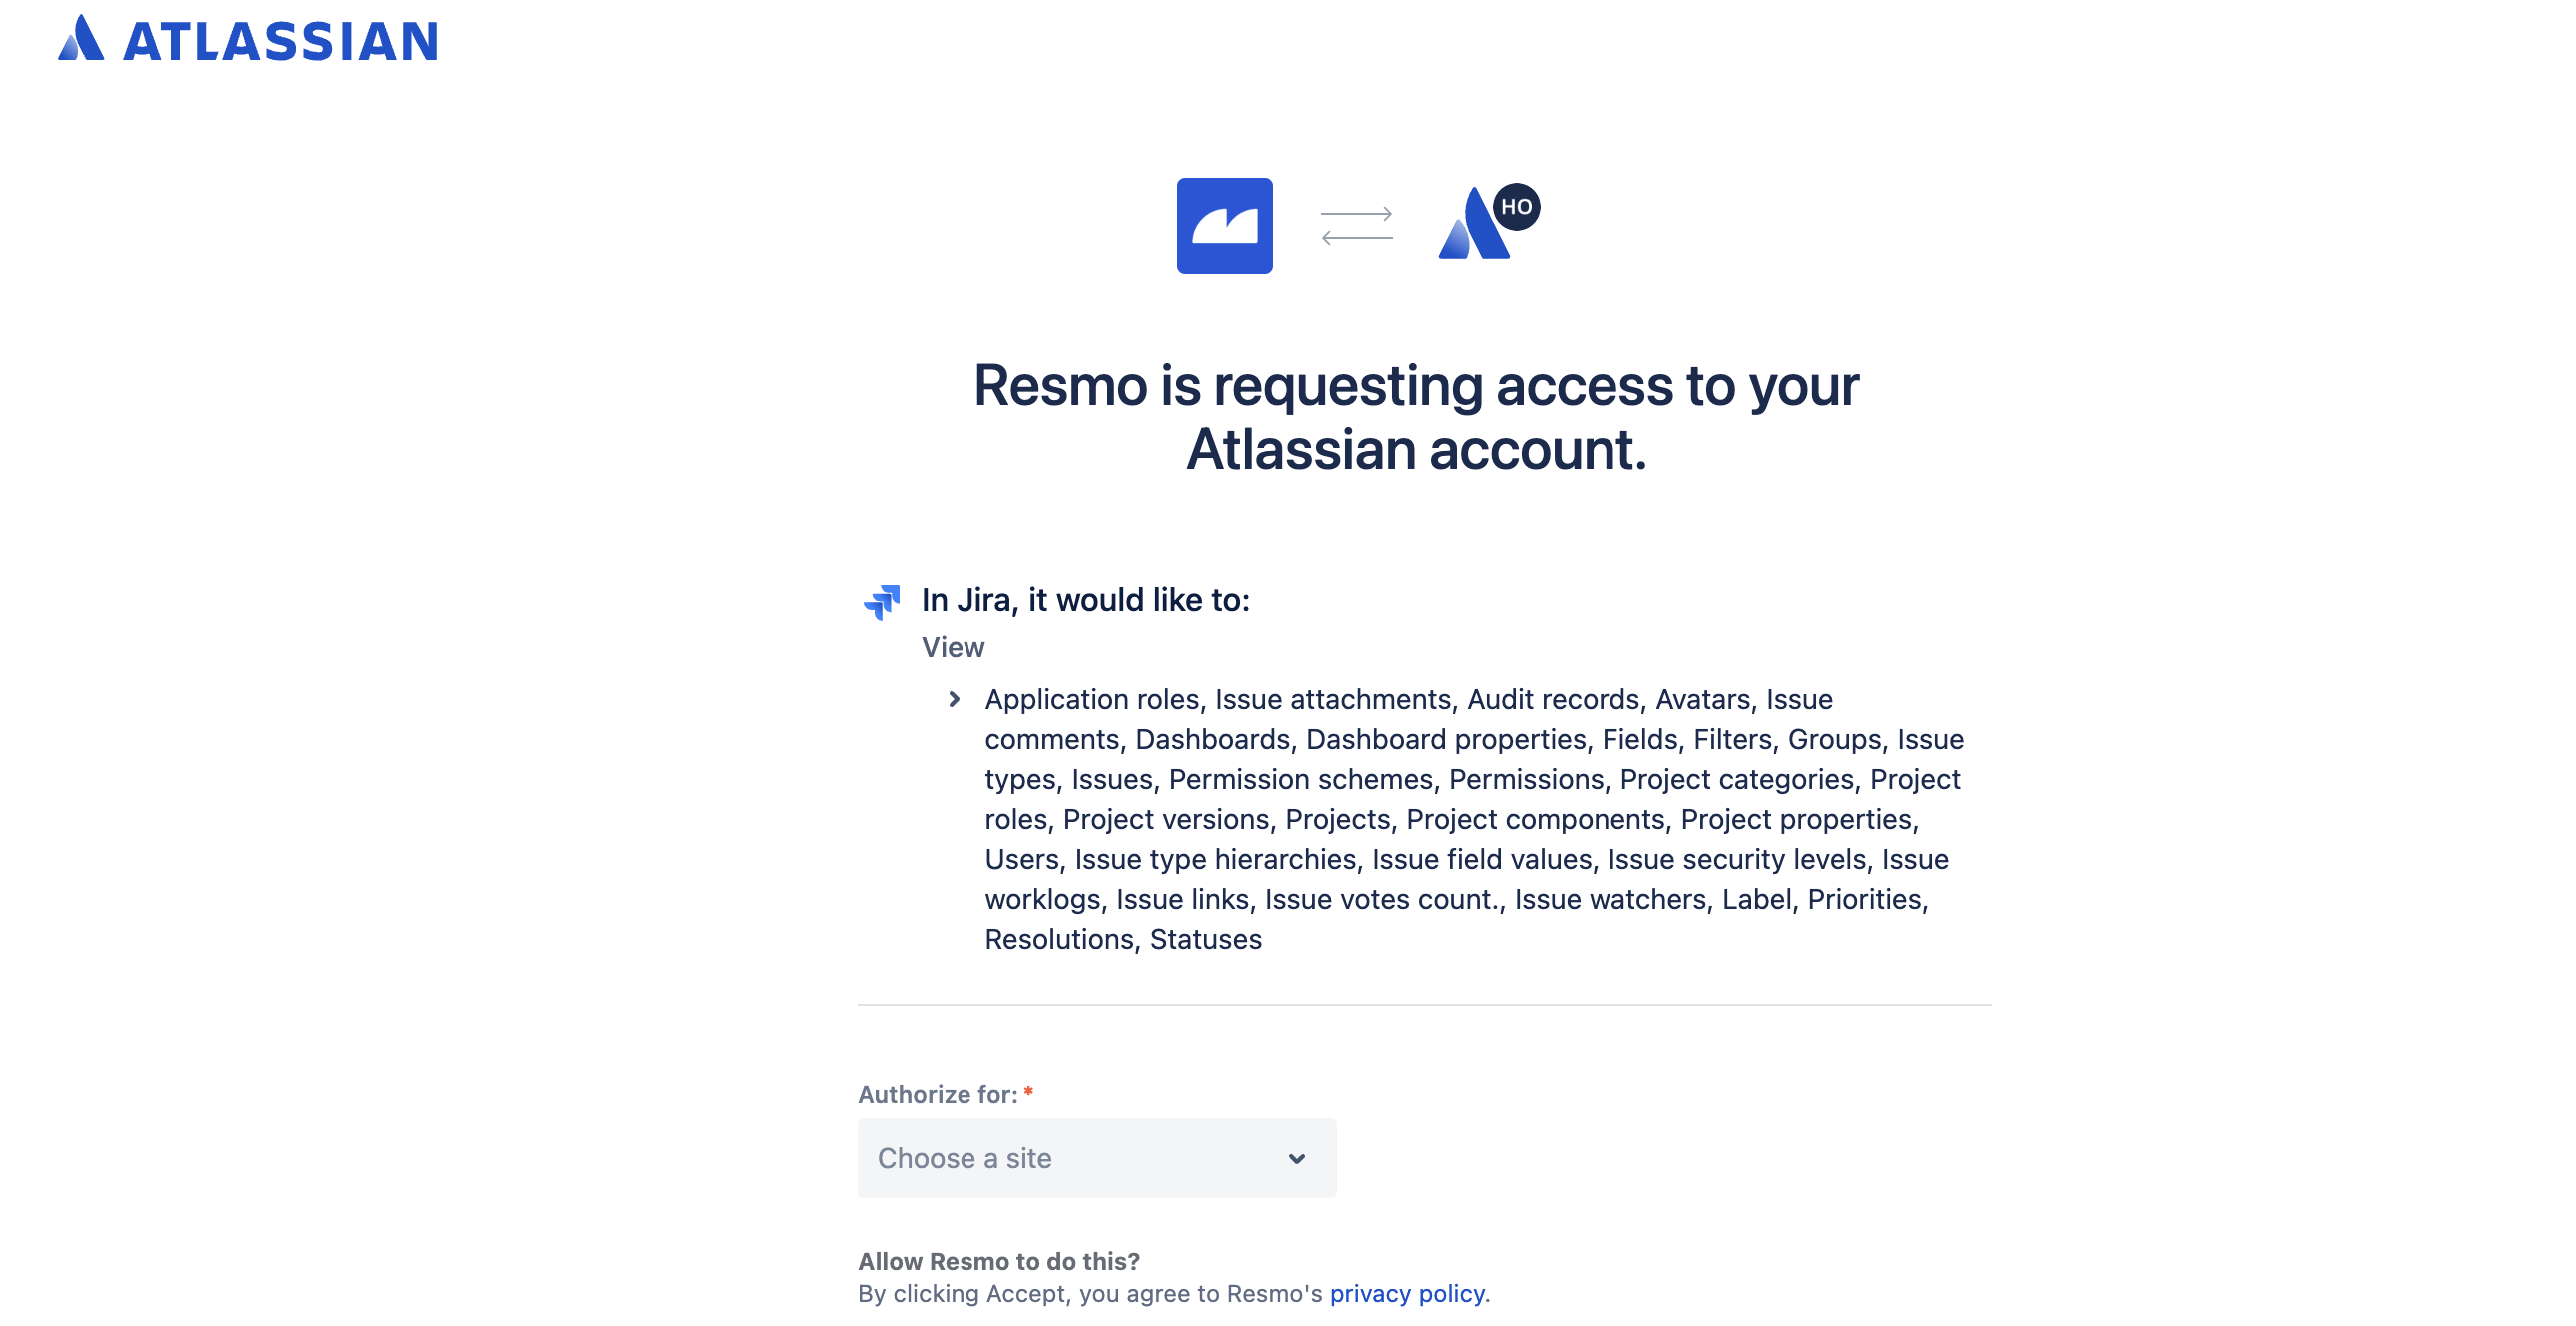 ATLASSIAN
HO
Resmo is requesting access to your
Atlassian account.
In Jira, it would like to:
View
Application roles, Issue attachments, Audit records, Avatars, Issue
comments, Dashboards, Dashboard properties, Fields, Filters, Groups, Issue
types, Issues, Permission schemes, Permissions, Project categories, Project
roles, Project versions, Projects, Project components, Project properties,
Users, Issue type hierarchies, Issue field values, Issue security levels, Issue
worklogs, Issue links, Issue votes count., Issue watchers, Label, Priorities,
Resolutions, Statuses
Authorize for: *
Choose a site
Allow Resmo to do this?
By clicking Accept, you agree to Resmo's privacy policy.